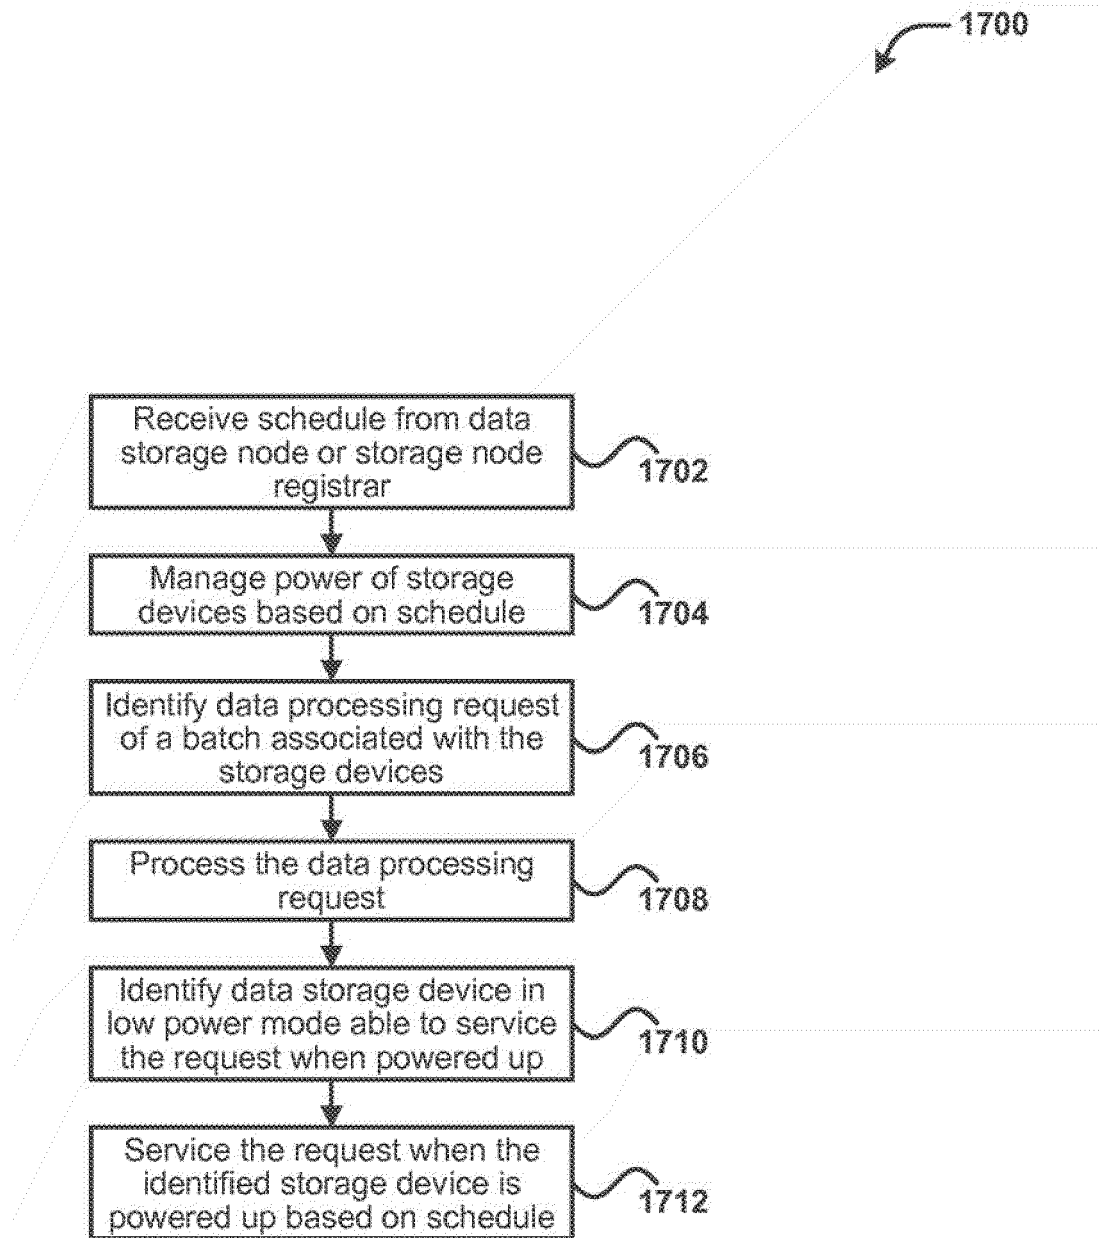 1700
Receive schedule from data
storage node or storage node
registrar
1702
Manage power of storage
devices based on schedule
1704
Identify data processing request
of a batch associated with the
storage devices
1706
Process the data processing
request
1708
Identify data storage device in
low power mode able to service
the request when powered up
1710
Service the request when the
identified storage device is
powered up based on schedule
1712